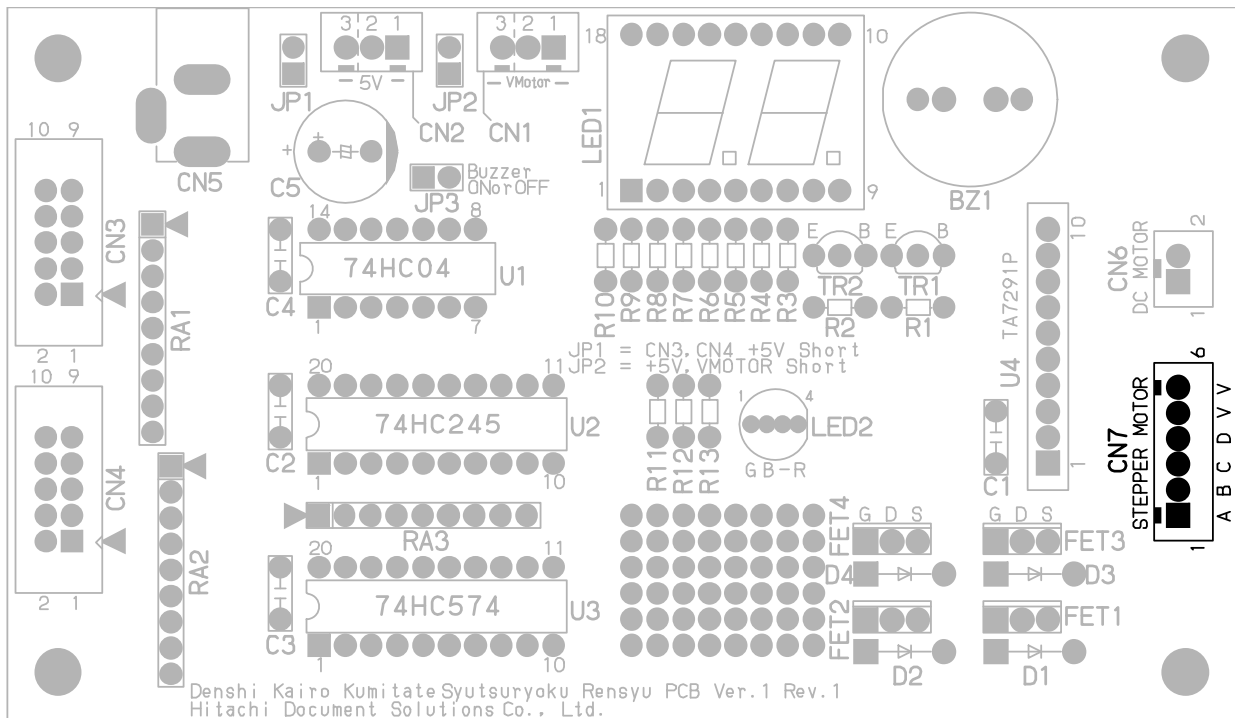 3 2 1
3 2 1
5V
VMotor
JP1
JP2
CN2
CN1
18
10
LED1
1
9
BZ1
10 9
CN5
C5
+
+
JP3
Buzzer
ONorOFF
CN3
2 1
RA1
14
8
74HC04
U1
C4
1
7
R10
R9
R8
R7
R6
R5
R4
R3
E B
E B
TR2
TR1
R2
R1
TA7291P
10
U4
1
2
CN6
DC MOTOR
1
JP1 = CN3, CN4 +5V Short
JP2 = +5V, VMOTOR Short
10 9
CN4
2 1
RA2
20
11
74HC245
U2
C2
1
10
R11
R12
R13
1
4
LED2
G B-R
C1
6
CN7
STEPPER MOTOR
A B C D V V
1
RA3
20
11
74HC574
U3
C3
1
10
FET4
G D S
D4
G D S
FET3
D3
FET2
D2
FET1
D1
Denshi Kairo Kumitate Syutsuryoku Rensyu PCB Ver.1 Rev.1
Hitachi Document Solutions Co., Ltd.